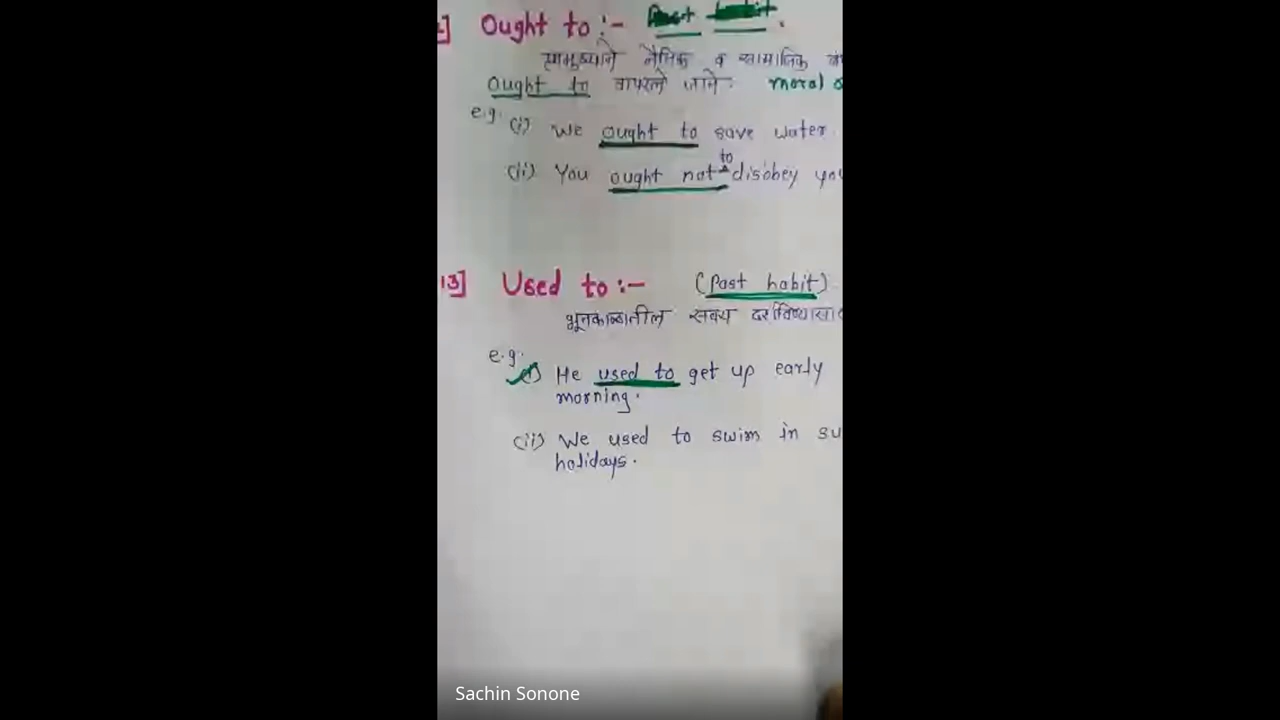 ] Ought to :-
सामुख्याने नैतिक व सामाजिक
Ought to वापरले जाते. moral
e.g. (i) We ought to save water.
to
(ii) You ought not disobey you
13] Used to :- (Past habit)
भूतकाळातील सवय दर्शविण्यासा
e.g.
(i) He used to get up early
morning.
(ii) We used to swim in su
holidays.
Sachin Sonone